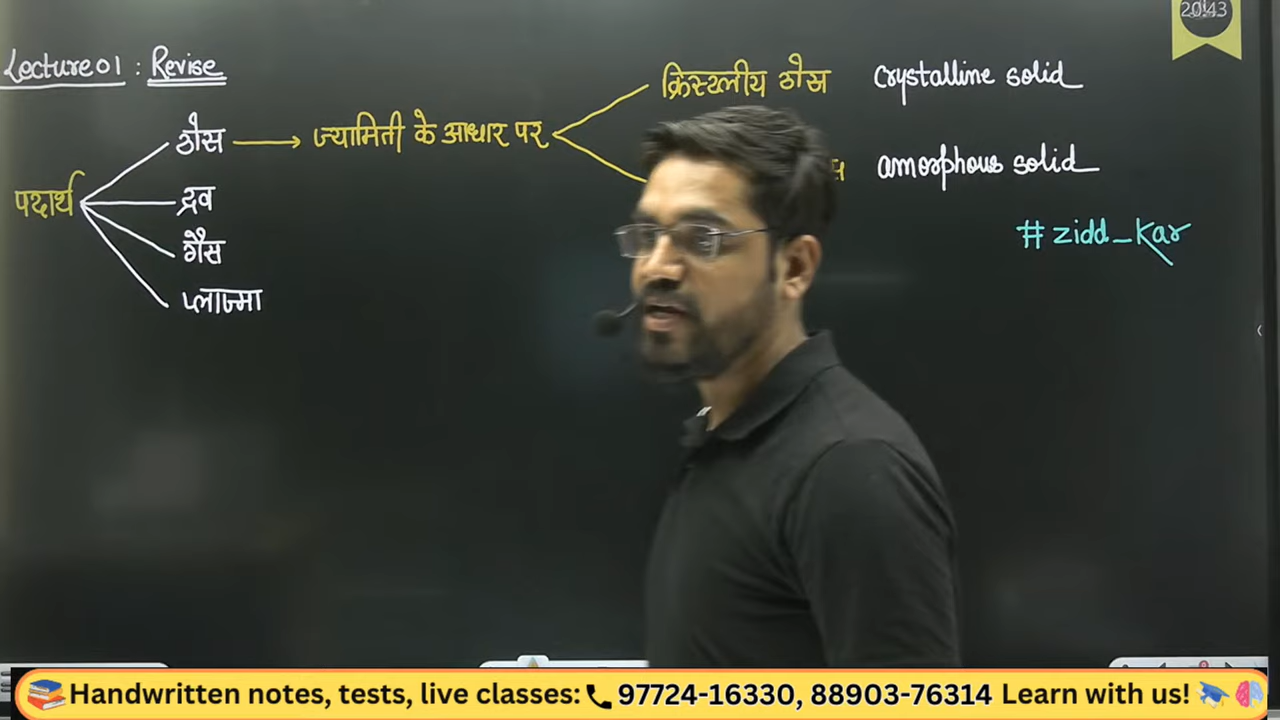 20:43
Lecture 01 : Revise
क्रिस्टलीय ठोस crystalline solid
ठोस → ज्यामिती के आधार पर
amorphous solid
पदार्थ
द्रव
गैस
प्लाज्मा
#zidd_kar
Handwritten notes, tests, live classes: 97724-16330, 88903-76314 Learn with us!